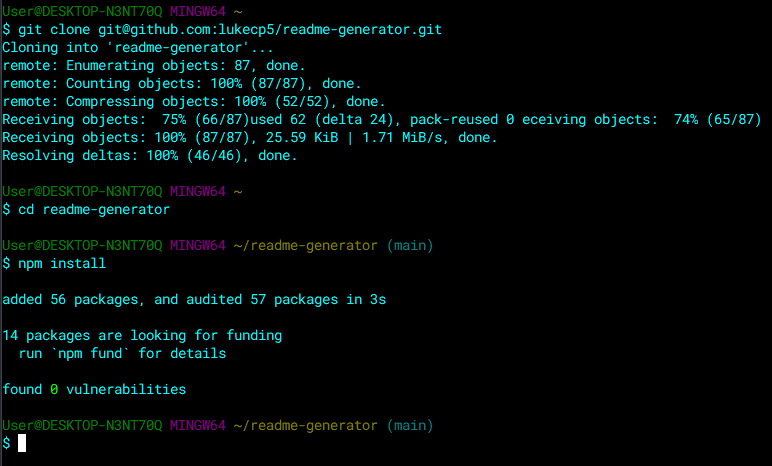 User@DESKTOP-N3NT70Q MINGW64 ~
$ git clone git@github.com:lukecp5/readme-generator.git
Cloning into 'readme-generator'...
remote: Enumerating objects: 87, done.
remote: Counting objects: 100% (87/87), done.
remote: Compressing objects: 100% (52/52), done.
Receiving objects:  75% (66/87)used 62 (delta 24), pack-reused 0 eceiving objects:  74% (65/87)
Receiving objects: 100% (87/87), 25.59 KiB | 1.71 MiB/s, done.
Resolving deltas: 100% (46/46), done.
User@DESKTOP-N3NT70Q MINGW64 ~
$ cd readme-generator
User@DESKTOP-N3NT70Q MINGW64 ~/readme-generator (main)
$ npm install
added 56 packages, and audited 57 packages in 3s
14 packages are looking for funding
  run `npm fund` for details
found 0 vulnerabilities
User@DESKTOP-N3NT70Q MINGW64 ~/readme-generator (main)
$